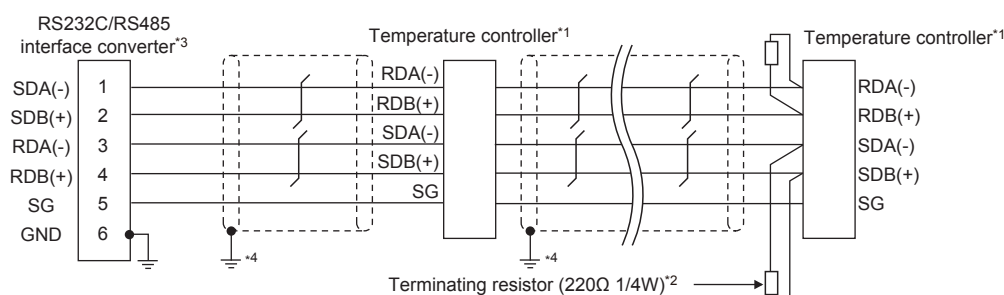 RS232C/RS485
interface converter*3
Temperature controller*1
Temperature controller*1
SDA(-) 1
SDB(+) 2
RDA(-) 3
RDB(+) 4
SG 5
GND 6
RDA(-)
RDB(+)
SDA(-)
SDB(+)
SG
RDA(-)
RDB(+)
SDA(-)
SDB(+)
SG
*4
*4
Terminating resistor (220Ω 1/4W)*2